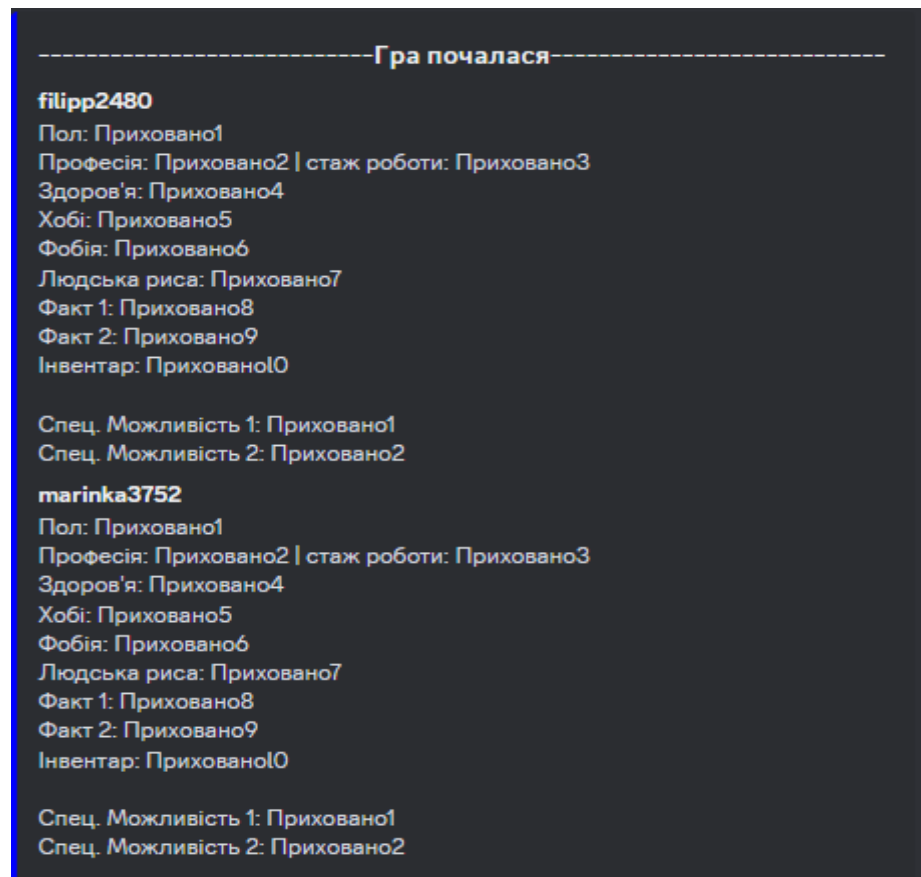 ----------------------------Гра почалася----------------------------
filipp2480
Пол: Приховано1
Професія: Приховано2 | стаж роботи: Приховано3
Здоров'я: Приховано4
Хобі: Приховано5
Фобія: Приховано6
Людська риса: Приховано7
Факт 1: Приховано8
Факт 2: Приховано9
Інвентар: Прихованоl0
Спец. Можливість 1: Приховано1
Спец. Можливість 2: Приховано2
marinka3752
Пол: Приховано1
Професія: Приховано2 | стаж роботи: Приховано3
Здоров'я: Приховано4
Хобі: Приховано5
Фобія: Приховано6
Людська риса: Приховано7
Факт 1: Приховано8
Факт 2: Приховано9
Інвентар: Прихованоl0
Спец. Можливість 1: Приховано1
Спец. Можливість 2: Приховано2